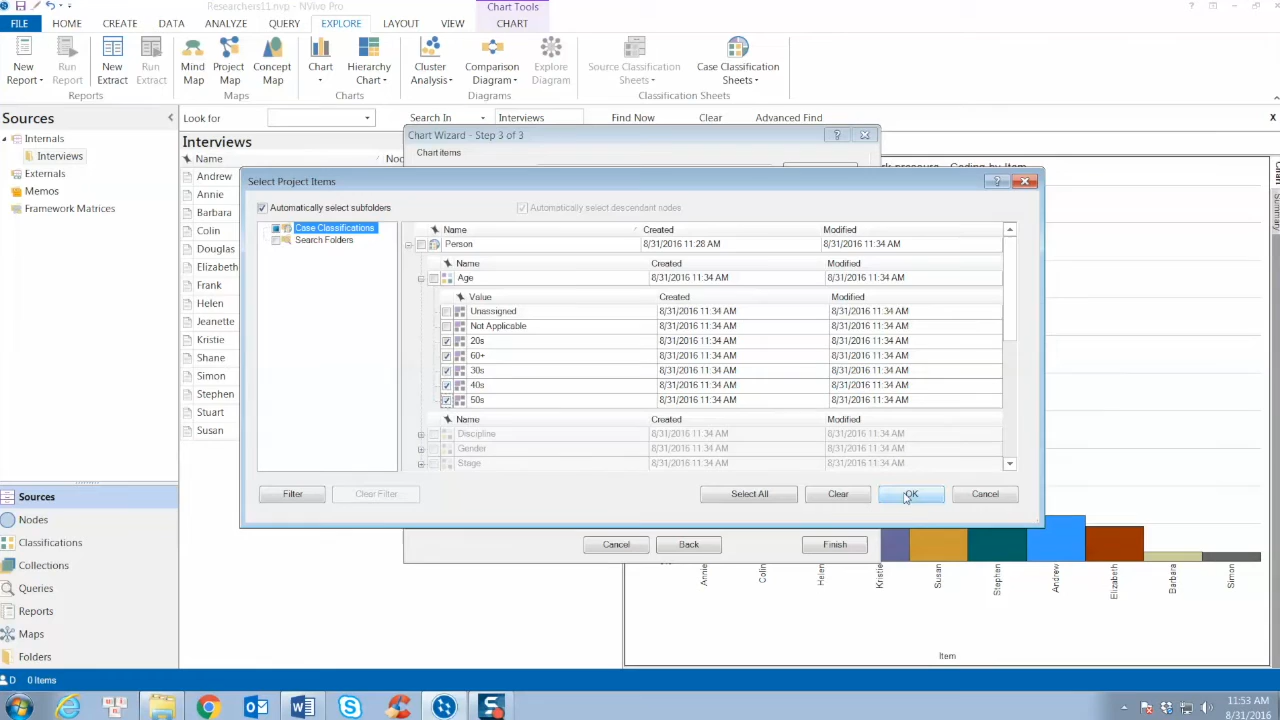 Researchers11.nvp - NVivo Pro
Chart Tools
FILE HOME CREATE DATA ANALYZE QUERY EXPLORE LAYOUT VIEW CHART
New Report Run Report New Extract Run Extract Mind Map Project Map Concept Map Chart Hierarchy Chart Cluster Analysis Comparison Diagram Explore Diagram Source Classification Sheets Case Classification Sheets
Reports Maps Charts Diagrams Classification Sheets
Sources
Look for Search In Interviews Find Now Clear Advanced Find X
Internals
Interviews
Externals
Memos
Framework Matrices
Interviews
Name
Andrew
Annie
Barbara
Colin
Douglas
Elizabeth
Frank
Helen
Jeanette
Kristie
Shane
Simon
Stephen
Stuart
Susan
Chart Wizard - Step 3 of 3
Chart items
Coding by Item
Summary
Select Project Items
Automatically select subfolders
Automatically select descendant nodes
Case Classifications
Search Folders
Name Created Modified
Person 8/31/2016 11:28 AM 8/31/2016 11:34 AM
Name Created Modified
Age 8/31/2016 11:34 AM 8/31/2016 11:34 AM
Value Created Modified
Unassigned 8/31/2016 11:34 AM 8/31/2016 11:34 AM
Not Applicable 8/31/2016 11:34 AM 8/31/2016 11:34 AM
20s 8/31/2016 11:34 AM 8/31/2016 11:34 AM
60+ 8/31/2016 11:34 AM 8/31/2016 11:34 AM
30s 8/31/2016 11:34 AM 8/31/2016 11:34 AM
40s 8/31/2016 11:34 AM 8/31/2016 11:34 AM
50s 8/31/2016 11:34 AM 8/31/2016 11:34 AM
Name Created Modified
Discipline 8/31/2016 11:34 AM 8/31/2016 11:34 AM
Gender 8/31/2016 11:34 AM 8/31/2016 11:34 AM
Stage 8/31/2016 11:34 AM 8/31/2016 11:34 AM
Filter Clear Filter Select All Clear OK Cancel
Cancel Back Finish
Annie Colin Helen Kristie Susan Stephen Andrew Elizabeth Barbara Simon
Item
Sources
Nodes
Classifications
Collections
Queries
Reports
Maps
Folders
D 0 Items
11:53 AM
8/31/2016